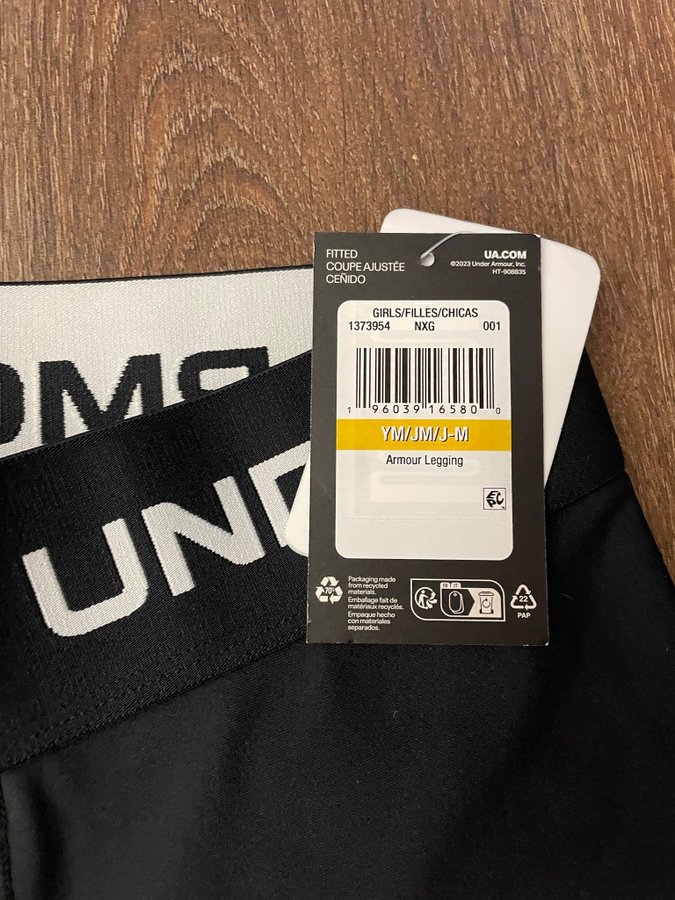 FITTED
COUPE AJUSTÉE
CEÑIDO
UA.COM
©2023 Under Armour, Inc.
HT-908835
GIRLS/FILLES/CHICAS
1373954 NXG 001
1 96039 16580 0
YM/JM/J-M
Armour Legging
EPC
70%
Packaging made
from recycled
materials.
Emballage fait de
matériaux recyclés.
Empaque hecho
con materiales
separados.
22
PAP
UND